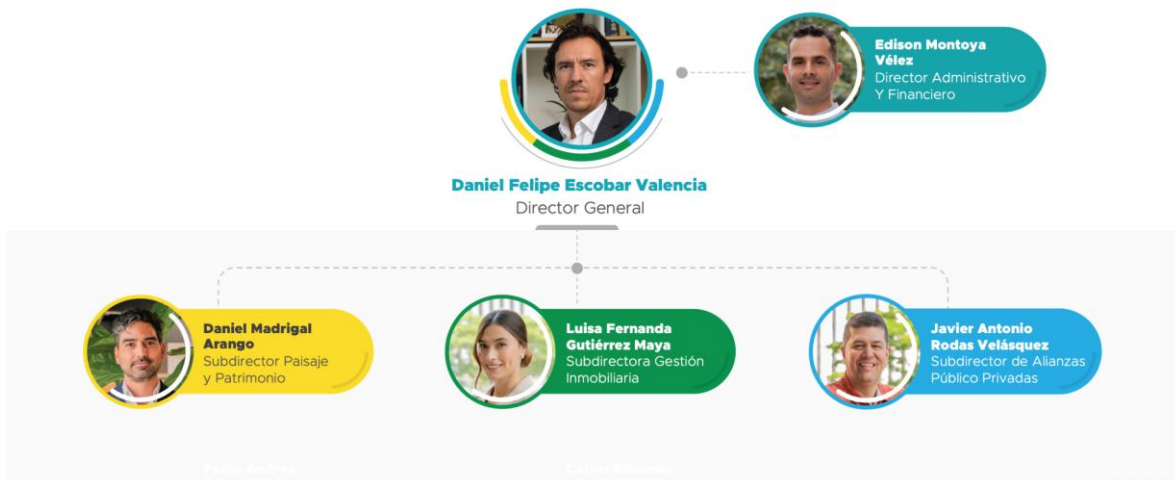 Edison Montoya
Vélez
Director Administrativo
Y Financiero
Daniel Felipe Escobar Valencia
Director General
Daniel Madrigal
Arango
Subdirector Paisaje
y Patrimonio
Luisa Fernanda
Gutiérrez Maya
Subdirectora Gestión
Inmobiliaria
Javier Antonio
Rodas Velásquez
Subdirector de Alianzas
Público Privadas